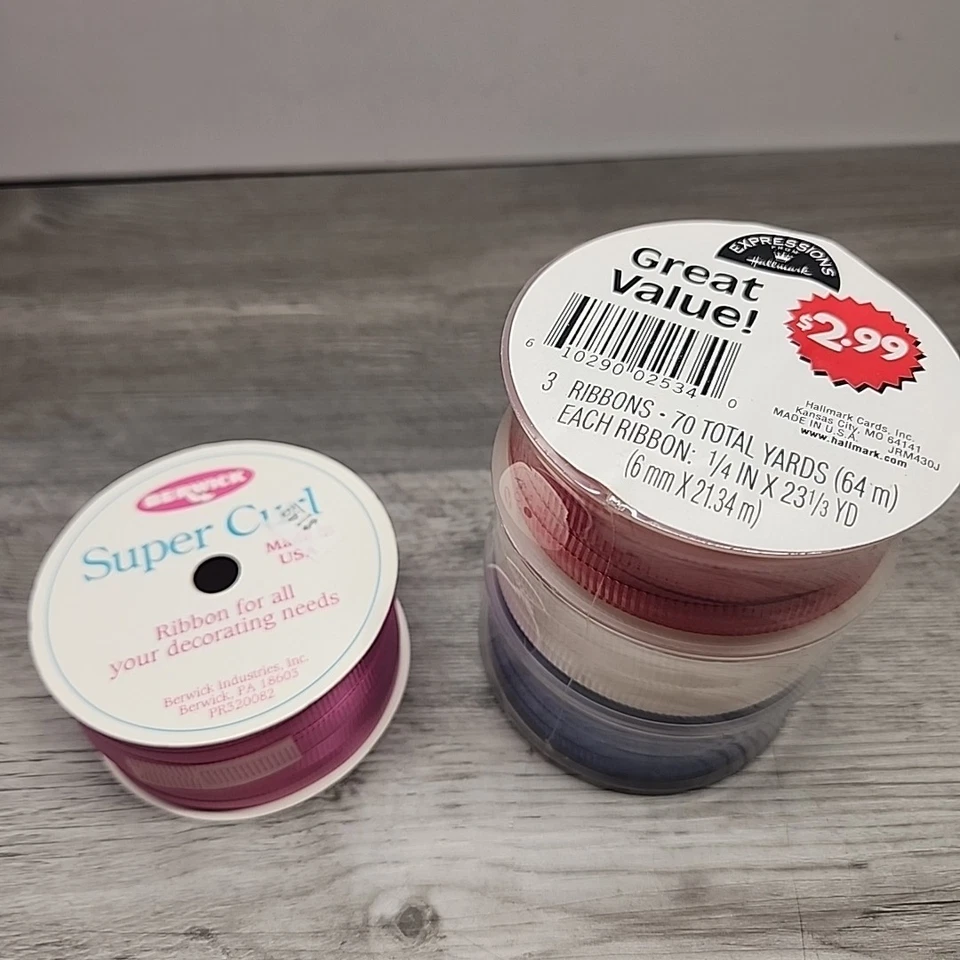 BERWICK
Super Curl
Made in
USA
Ribbon for all
your decorating needs
Berwick Industries, Inc.
Berwick, PA 18603
PR320082
EXPRESSIONS
FROM
Hallmark
Great
Value!
$2.99
6 10290 02534 0
3 RIBBONS - 70 TOTAL YARDS (64 m)
EACH RIBBON: 1/4 IN X 23 1/3 YD
(6 mm X 21.34 m)
Hallmark Cards, Inc.
Kansas City, MO 64141
MADE IN U.S.A. JRM430J
www.hallmark.com